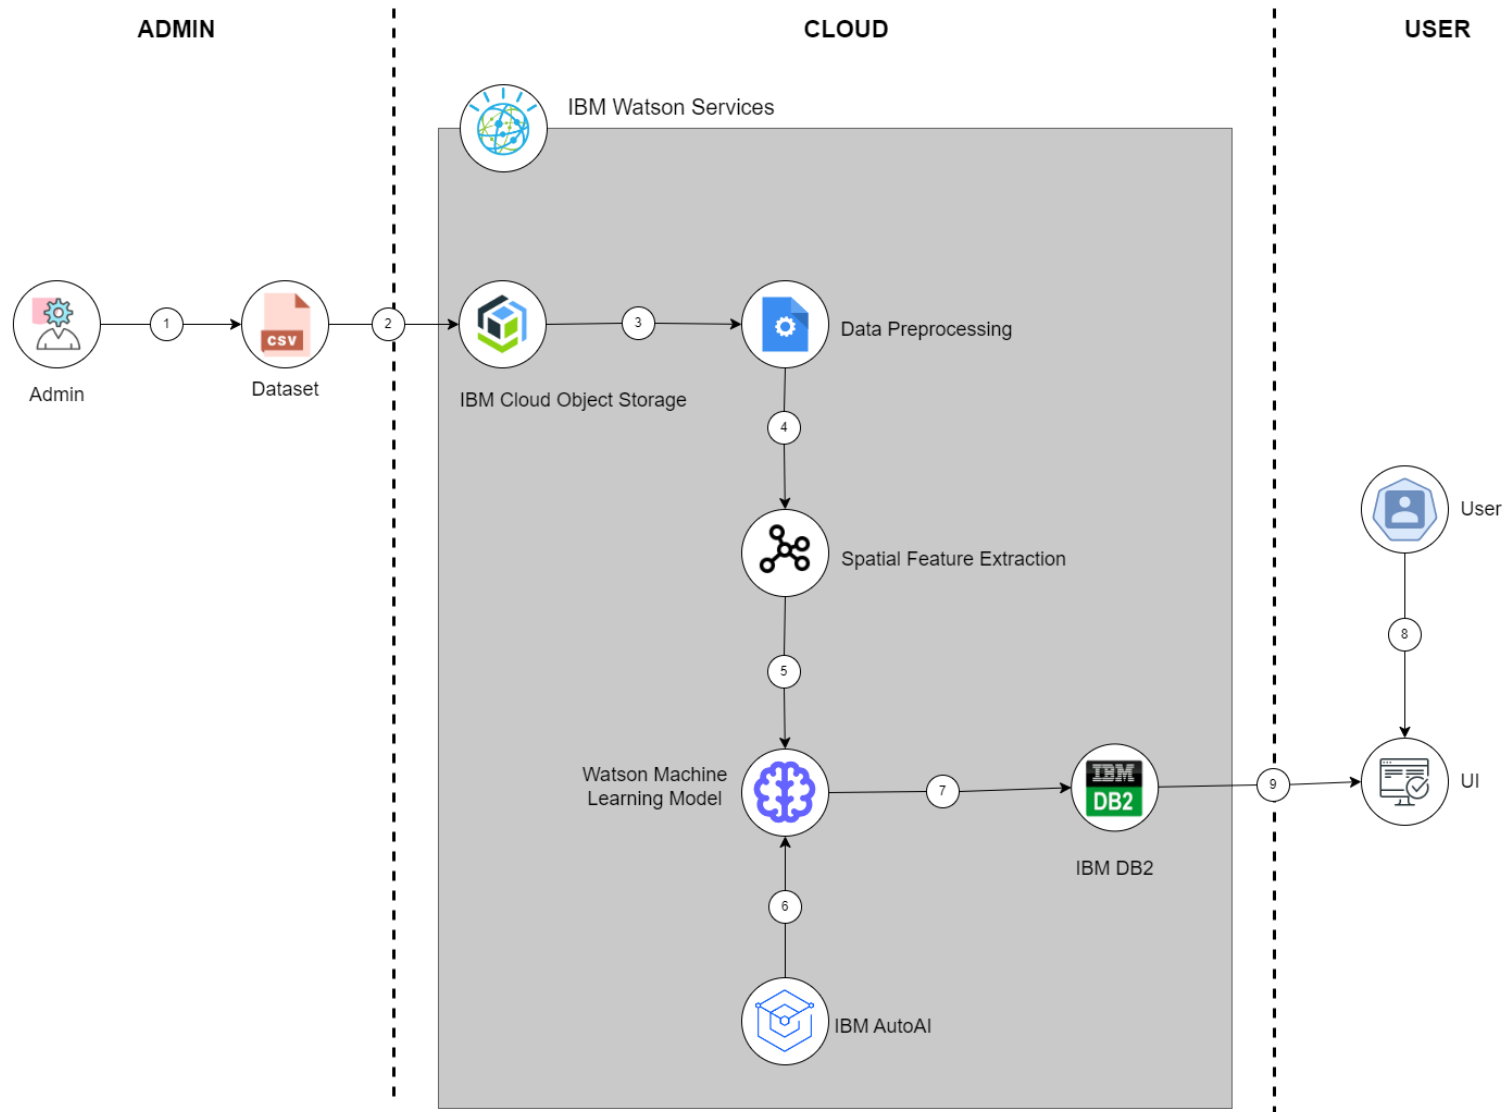 ADMIN
CLOUD
USER
IBM Watson Services
1
CSV
2
3
Admin
Dataset
IBM Cloud Object Storage
Data Preprocessing
4
User
Spatial Feature Extraction
8
5
Watson Machine
Learning Model
7
IBM
DB2
9
UI
IBM DB2
6
IBM AutoAI